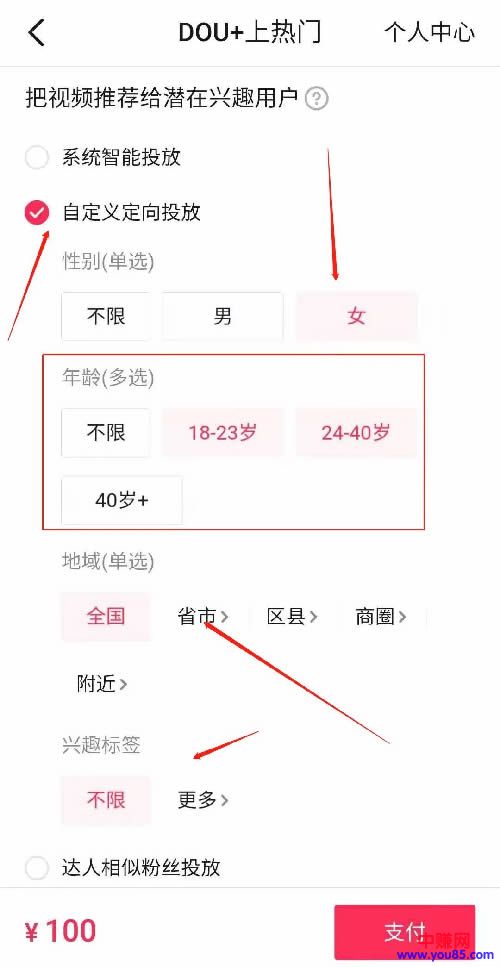 DOU+上热门 个人中心
把视频推荐给潜在兴趣用户 ?
系统智能投放
自定义定向投放
性别(单选)
不限 男 女
年龄(多选)
不限 18-23岁 24-40岁
40岁+
地域(单选)
全国 省市 区县 商圈
附近
兴趣标签
不限 更多
达人相似粉丝投放
¥ 100 支付
中赚网
www.you85.com